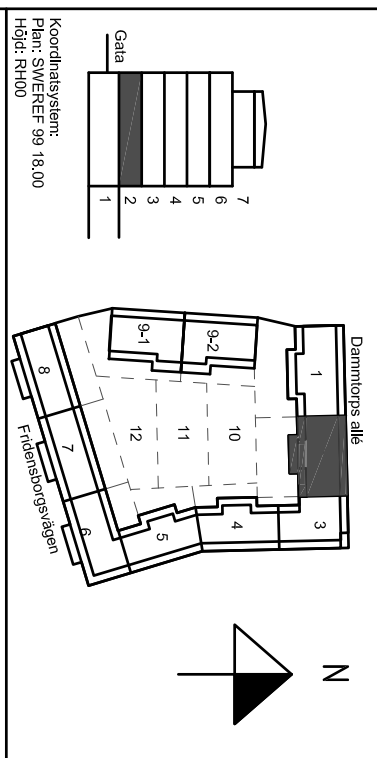 Koordinatsystem:
Plan: SWEREF 99 18.00
Höjd: RH00
Gata
1
2
3
4
5
6
7
Dammtorps allé
1
3
4
5
6
7
8
9-1
9-2
10
11
12
Fridensborgsvägen
N